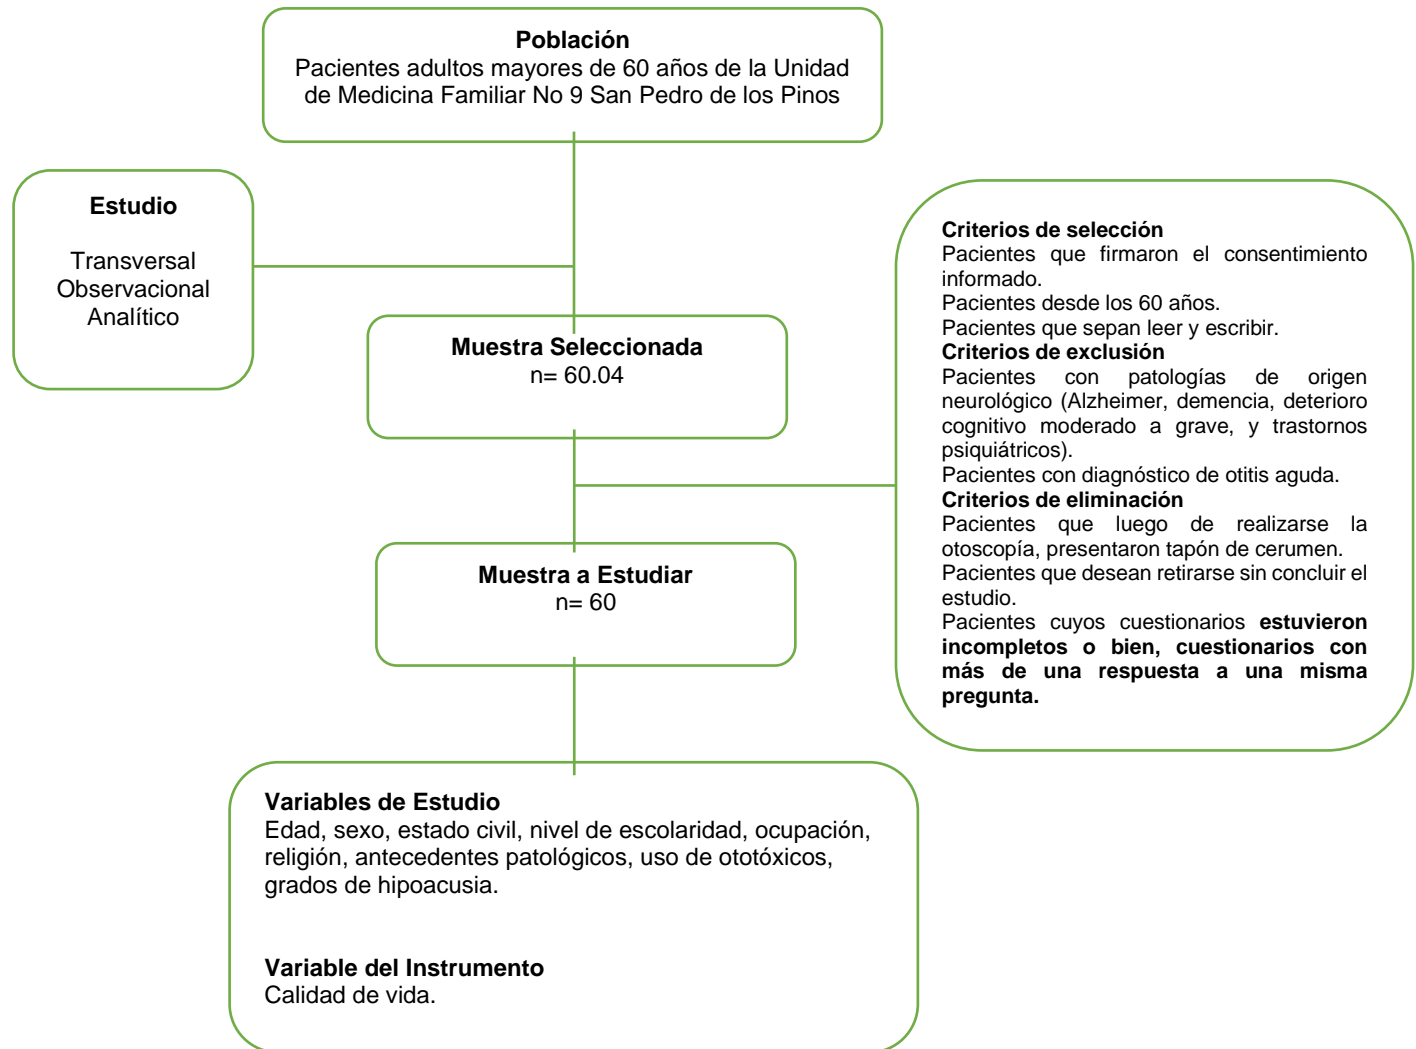 Población
Pacientes adultos mayores de 60 años de la Unidad
de Medicina Familiar No 9 San Pedro de los Pinos
Estudio
Transversal
Observacional
Analítico
Muestra Seleccionada
n= 60.04
Criterios de selección
Pacientes que firmaron el consentimiento
informado.
Pacientes desde los 60 años.
Pacientes que sepan leer y escribir.
Criterios de exclusión
Pacientes con patologías de origen
neurológico (Alzheimer, demencia, deterioro
cognitivo moderado a grave, y trastornos
psiquiátricos).
Pacientes con diagnóstico de otitis aguda.
Criterios de eliminación
Pacientes que luego de realizarse la
otoscopía, presentaron tapón de cerumen.
Pacientes que desean retirarse sin concluir el
estudio.
Pacientes cuyos cuestionarios estuvieron
incompletos o bien, cuestionarios con
más de una respuesta a una misma
pregunta.
Muestra a Estudiar
n= 60
Variables de Estudio
Edad, sexo, estado civil, nivel de escolaridad, ocupación,
religión, antecedentes patológicos, uso de ototóxicos,
grados de hipoacusia.
Variable del Instrumento
Calidad de vida.